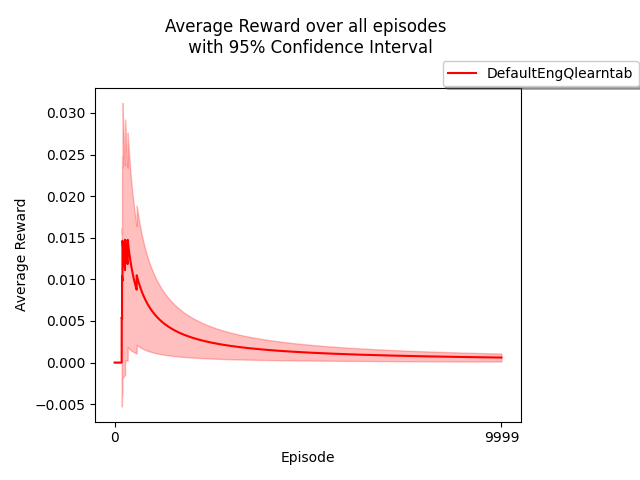 Average Reward over all episodes
with 95% Confidence Interval
DefaultEngQlearntab
0.030
0.025
0.020
0.015
0.010
0.005
0.000
−0.005
Average Reward
0
9999
Episode